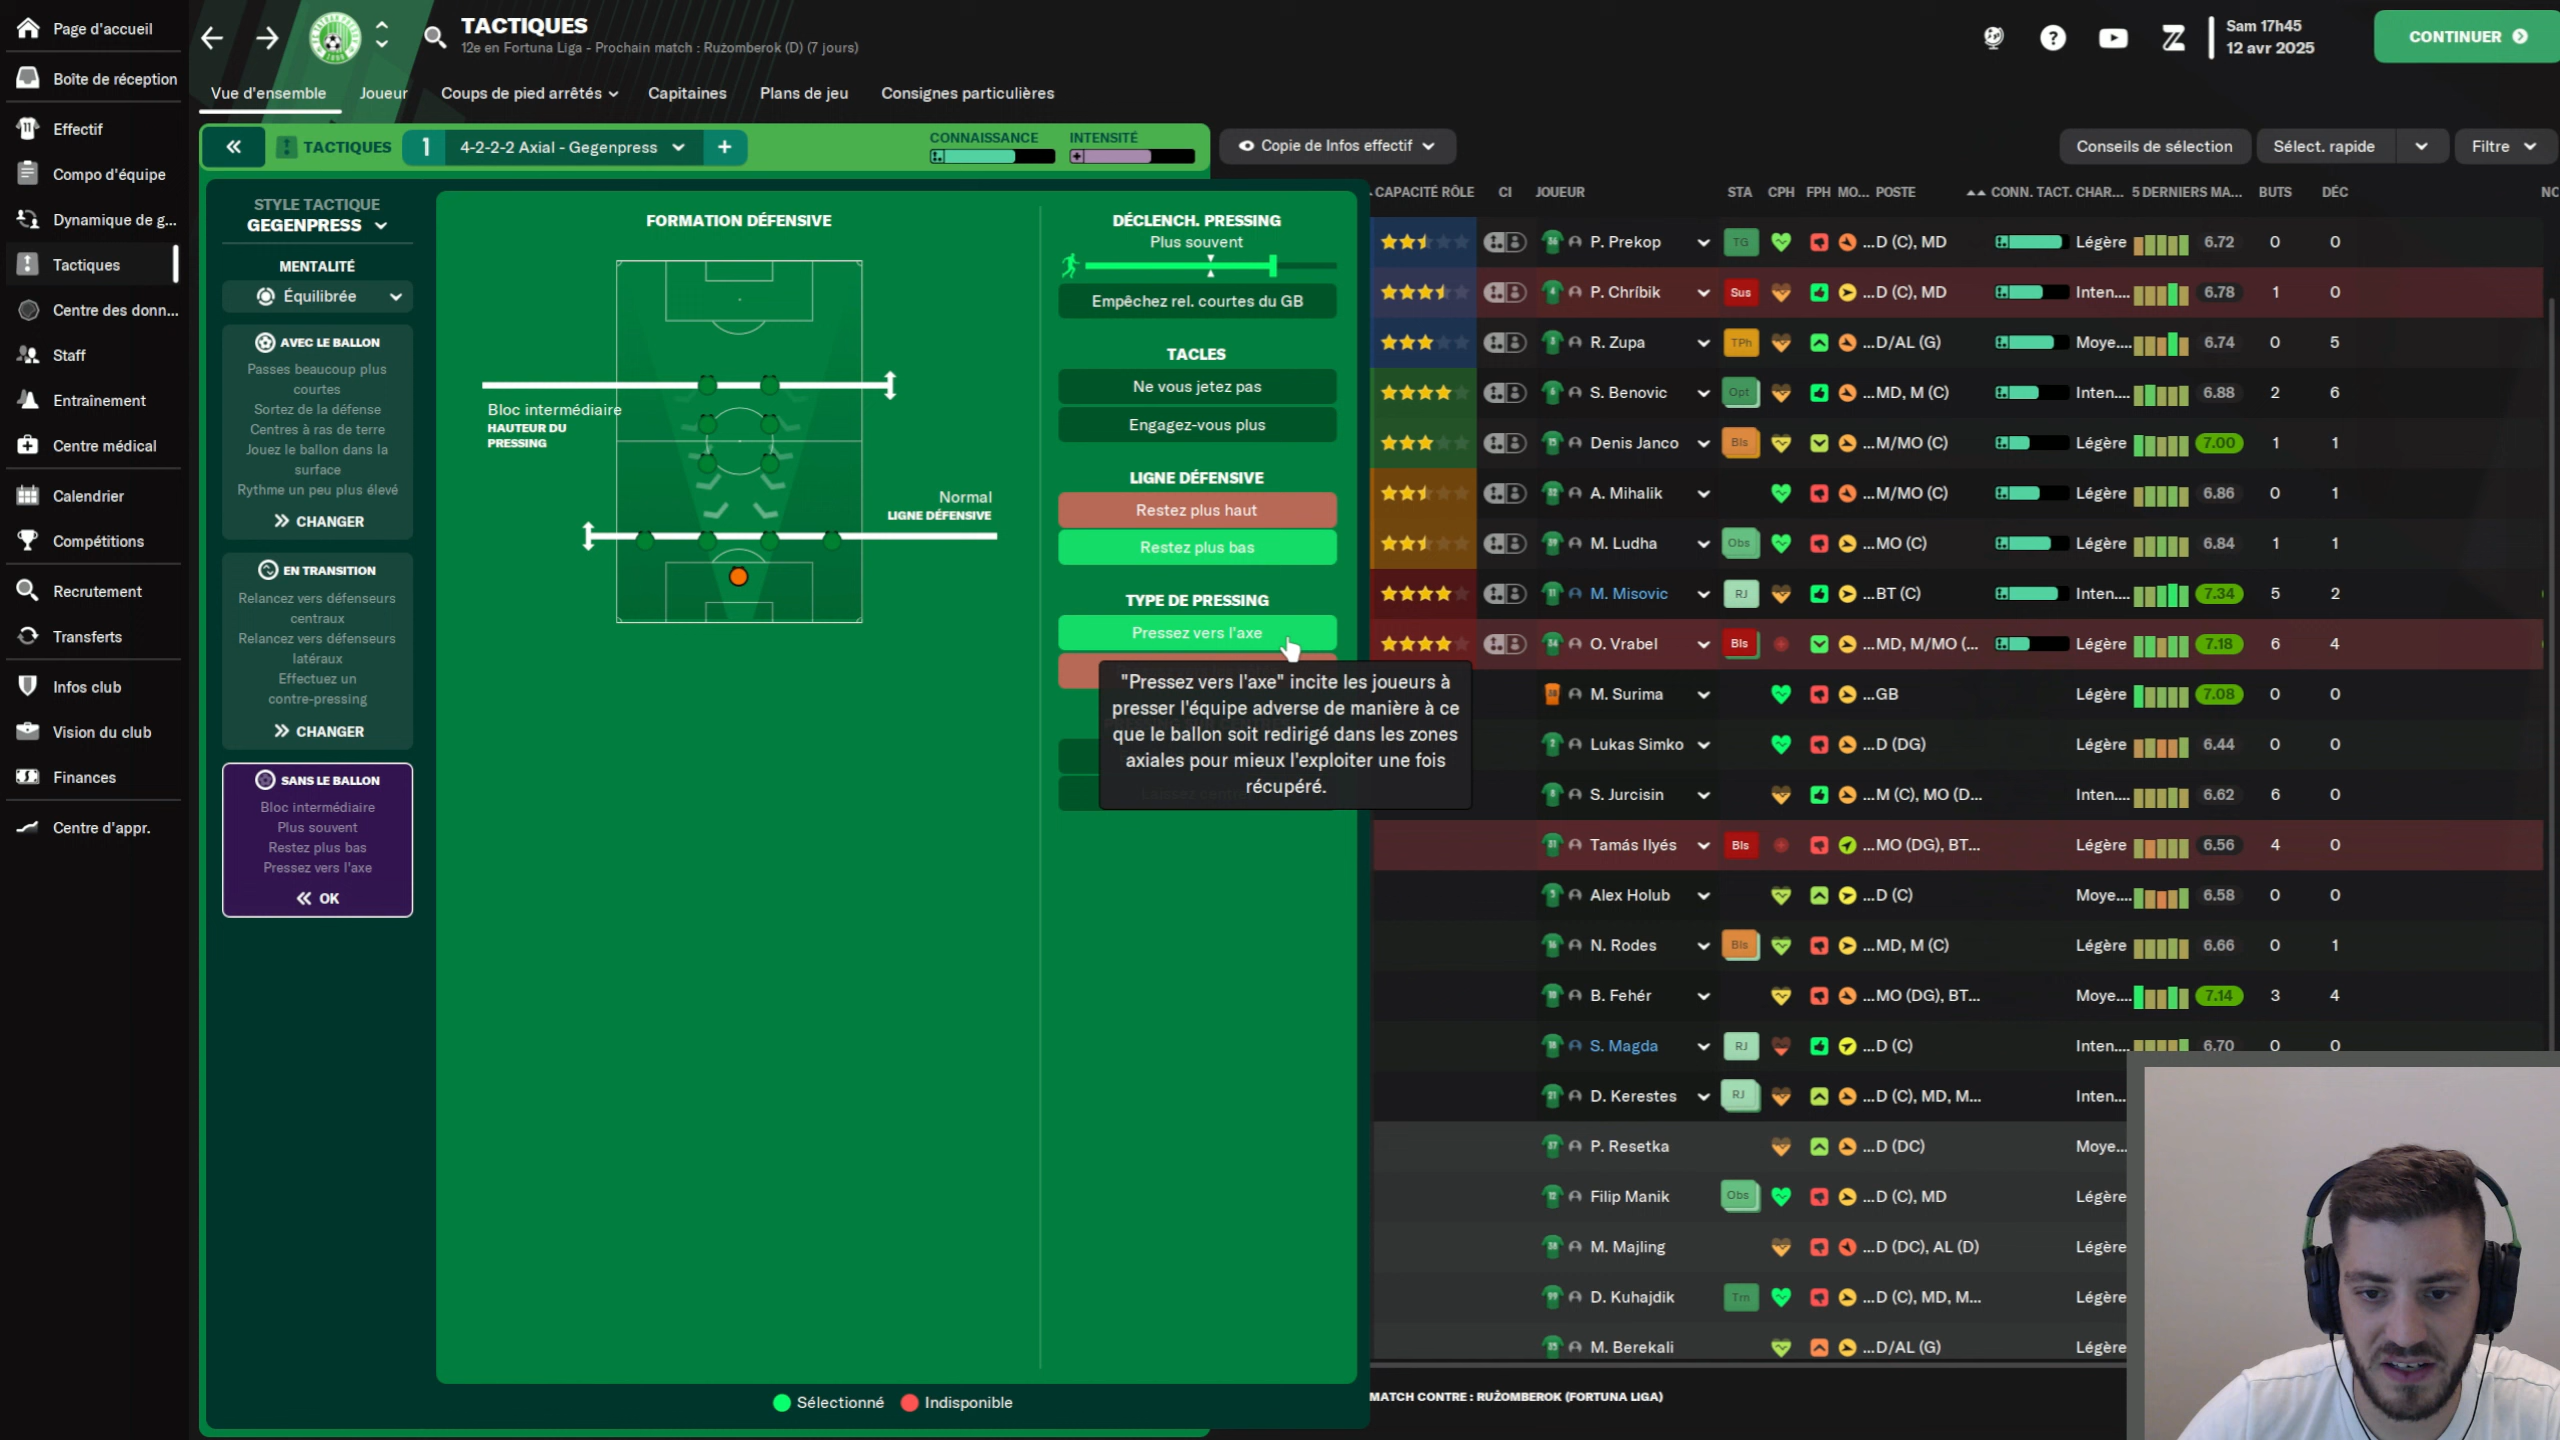 Page d'accueil
Boîte de réception
Effectif
Compo d'équipe
Dynamique de g...
Tactiques
Centre des donn...
Staff
Entraînement
Centre médical
Calendrier
Compétitions
Recrutement
Transferts
Infos club
Vision du club
Finances
Centre d'appr.
TACTIQUES
12e en Fortuna Liga - Prochain match : Ružomberok (D) (7 jours)
Sam 17h45
12 avr 2025
CONTINUER
Vue d'ensemble
Joueur
Coups de pied arrêtés
Capitaines
Plans de jeu
Consignes particulières
TACTIQUES
1
4-2-2-2 Axial - Gegenpress
CONNAISSANCE
INTENSITÉ
Copie de Infos effectif
Conseils de sélection
Sélect. rapide
Filtre
STYLE TACTIQUE
GEGENPRESS
MENTALITÉ
Équilibrée
AVEC LE BALLON
Passes beaucoup plus
courtes
Sortez de la défense
Centres à ras de terre
Jouez le ballon dans la
surface
Rythme un peu plus élevé
CHANGER
EN TRANSITION
Relancez vers défenseurs
centraux
Relancez vers défenseurs
latéraux
Effectuez un
contre-pressing
CHANGER
SANS LE BALLON
Bloc intermédiaire
Plus souvent
Restez plus bas
Pressez vers l'axe
OK
FORMATION DÉFENSIVE
Bloc intermédiaire
HAUTEUR DU
PRESSING
Normal
LIGNE DÉFENSIVE
DÉCLENCH. PRESSING
Plus souvent
Empêchez rel. courtes du GB
TACLES
Ne vous jetez pas
Engagez-vous plus
LIGNE DÉFENSIVE
Restez plus haut
Restez plus bas
TYPE DE PRESSING
Pressez vers l'axe
"Pressez vers l'axe" incite les joueurs à
presser l'équipe adverse de manière à ce
que le ballon soit redirigé dans les zones
axiales pour mieux l'exploiter une fois
récupéré.
Sélectionné
Indisponible
CAPACITÉ RÔLE CI JOUEUR STA CPH FPH MO... POSTE CONN. TACT. CHAR... 5 DERNIERS MA... BUTS DÉC NO
P. Prekop TG ...D (C), MD Légère 6.72 0 0
P. Chríbik Sus ...D (C), MD Inten.... 6.78 1 0
R. Zupa TPh ...D/AL (G) Moye.... 6.74 0 5
S. Benovic Opt ...MD, M (C) Inten.... 6.88 2 6
Denis Janco Bls ...M/MO (C) Légère 7.00 1 1
A. Mihalik ...M/MO (C) Légère 6.86 0 1
M. Ludha Obs ...MO (C) Légère 6.84 1 1
M. Misovic RJ ...BT (C) Inten.... 7.34 5 2
O. Vrabel Bls ...MD, M/MO (... Légère 7.18 6 4
M. Surima ...GB Légère 7.08 0 0
Lukas Simko ...D (DG) Légère 6.44 0 0
S. Jurcisin ...M (C), MO (D... Inten.... 6.62 6 0
Tamás Ilyés Bls ...MO (DG), BT... Légère 6.56 4 0
Alex Holub ...D (C) Moye.... 6.58 0 0
N. Rodes Bls ...MD, M (C) Légère 6.66 0 1
B. Fehér ...MO (DG), BT... Moye.... 7.14 3 4
S. Magda RJ ...D (C) Inten.... 6.70 0 0
D. Kerestes RJ ...D (C), MD, M... Inten...
P. Resetka ...D (DC) Moye...
Filip Manik Obs ...D (C), MD Légère
M. Majling ...D (DC), AL (D) Légère
D. Kuhajdik Trn ...D (C), MD, M... Légère
M. Berekali ...D/AL (G) Légère
MATCH CONTRE : RUŽOMBEROK (FORTUNA LIGA)